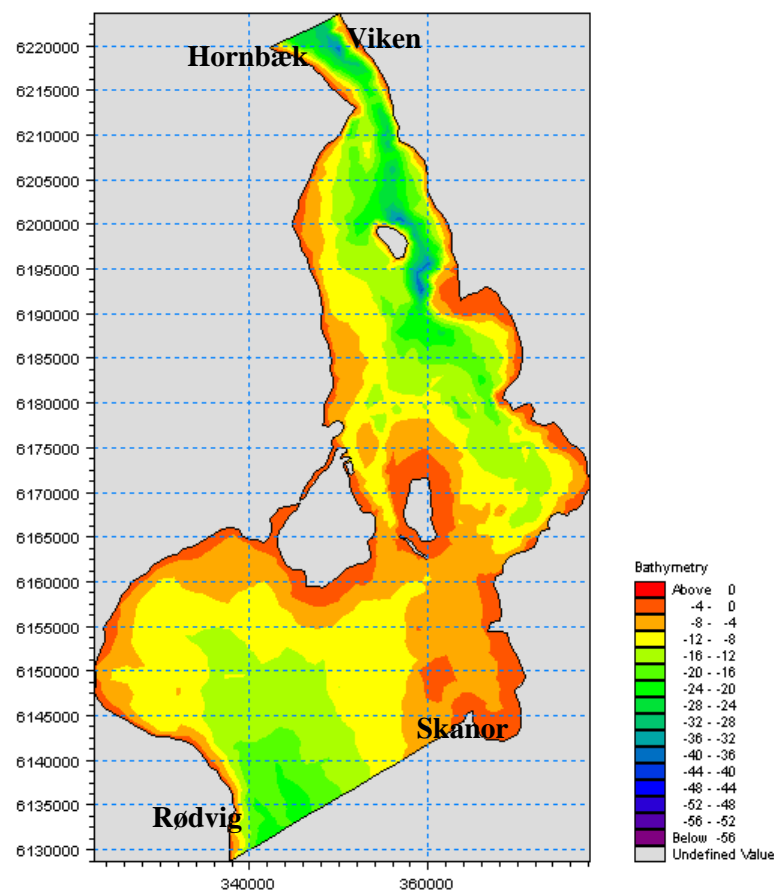 Viken
Hornbæk
6220000
6215000
6210000
6205000
6200000
6195000
6190000
6185000
6180000
6175000
6170000
6165000
6160000
6155000
6150000
6145000
6140000
6135000
6130000
Skanor
Rødvig
340000
360000
Bathymetry
Above 0
-4 - 0
-8 - -4
-12 - -8
-16 - -12
-20 - -16
-24 - -20
-28 - -24
-32 - -28
-36 - -32
-40 - -36
-44 - -40
-48 - -44
-52 - -48
-56 - -52
Below -56
Undefined Value